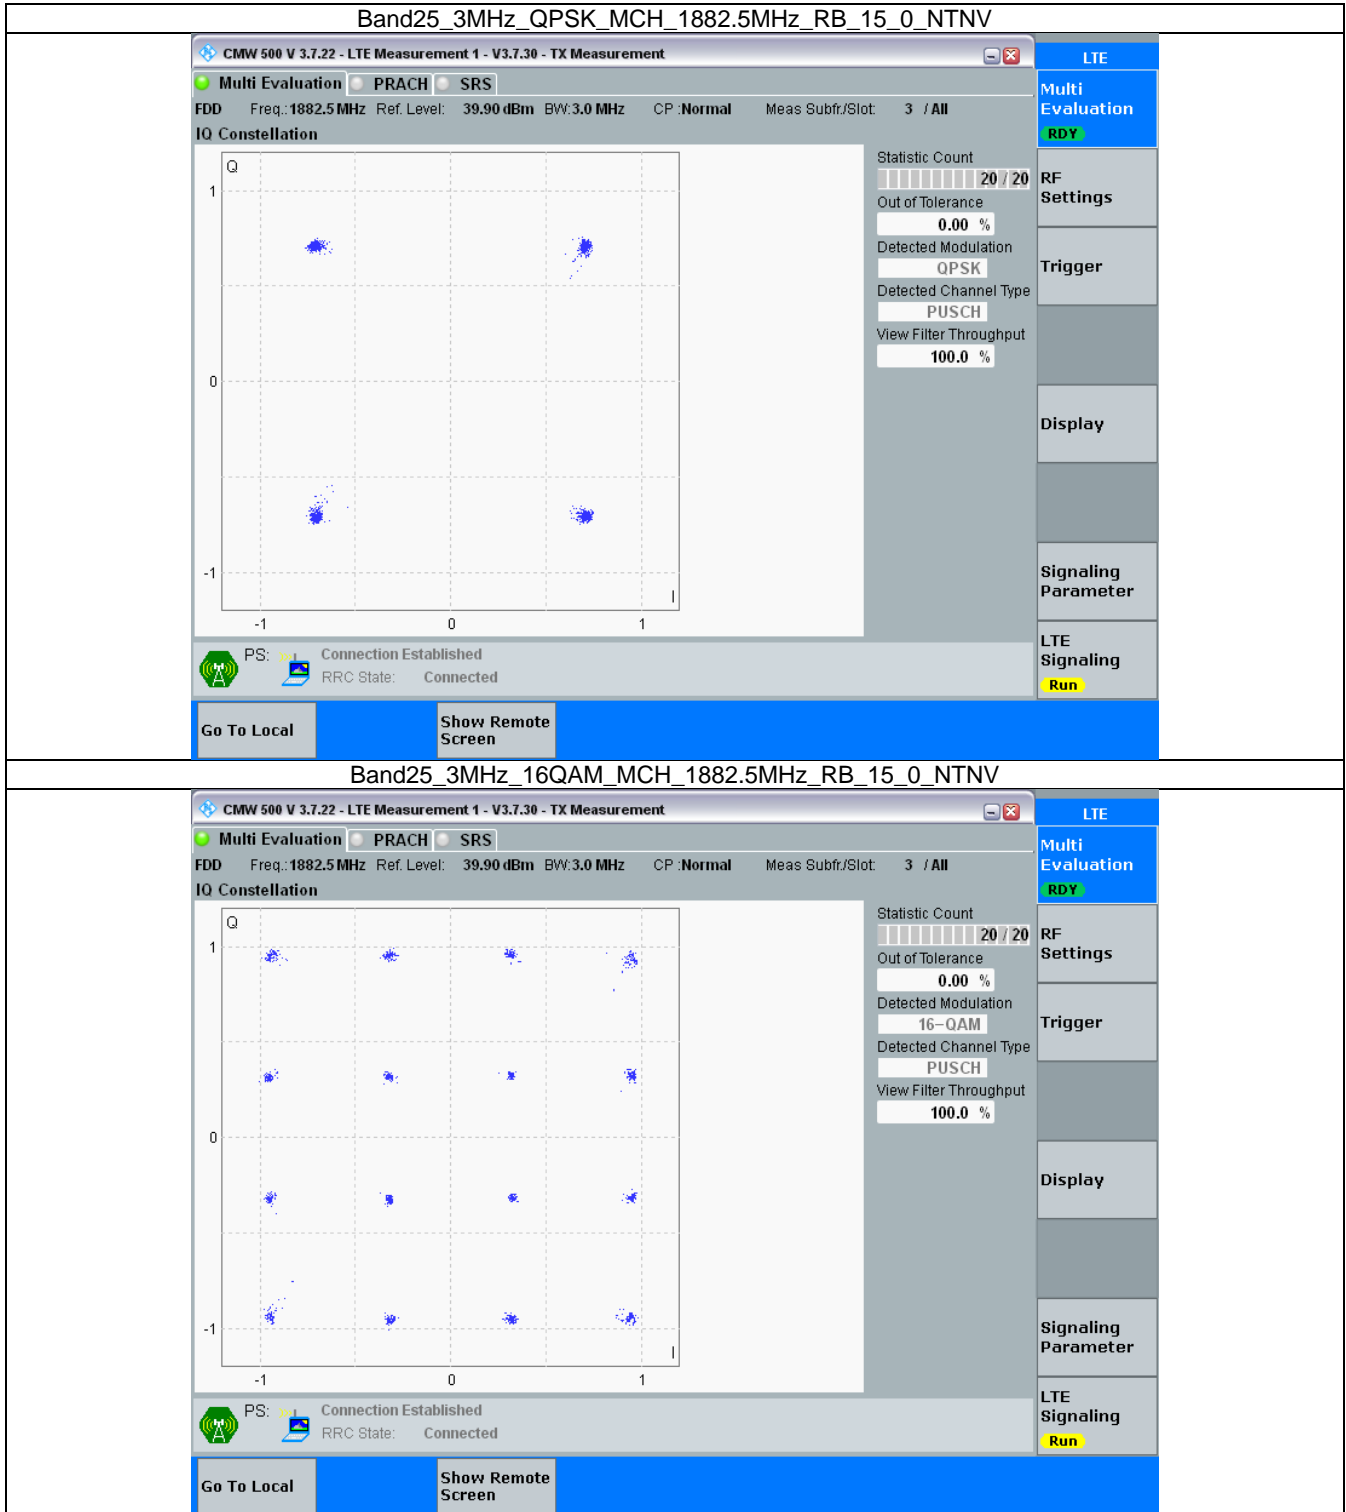 Band25_3MHz_QPSK_MCH_1882.5MHz_RB_15_0_NTNV
CMW 500 V 3.7.22 - LTE Measurement 1 - V3.7.30 - TX Measurement
LTE
Multi Evaluation PRACH SRS
Multi
Evaluation
RDY
FDD Freq.: 1882.5 MHz Ref. Level: 39.90 dBm BW: 3.0 MHz CP : Normal Meas Subfr./Slot: 3 / All
IQ Constellation
Q
1
0
-1
-1 0 1
I
Statistic Count
20 / 20
Out of Tolerance
0.00 %
Detected Modulation
QPSK
Detected Channel Type
PUSCH
View Filter Throughput
100.0 %
RF
Settings
Trigger
Display
Signaling
Parameter
LTE
Signaling
Run
PS: Connection Established
RRC State: Connected
Go To Local
Show Remote
Screen
Band25_3MHz_16QAM_MCH_1882.5MHz_RB_15_0_NTNV
CMW 500 V 3.7.22 - LTE Measurement 1 - V3.7.30 - TX Measurement
LTE
Multi Evaluation PRACH SRS
Multi
Evaluation
RDY
FDD Freq.: 1882.5 MHz Ref. Level: 39.90 dBm BW: 3.0 MHz CP : Normal Meas Subfr./Slot: 3 / All
IQ Constellation
Q
1
0
-1
-1 0 1
I
Statistic Count
20 / 20
Out of Tolerance
0.00 %
Detected Modulation
16-QAM
Detected Channel Type
PUSCH
View Filter Throughput
100.0 %
RF
Settings
Trigger
Display
Signaling
Parameter
LTE
Signaling
Run
PS: Connection Established
RRC State: Connected
Go To Local
Show Remote
Screen